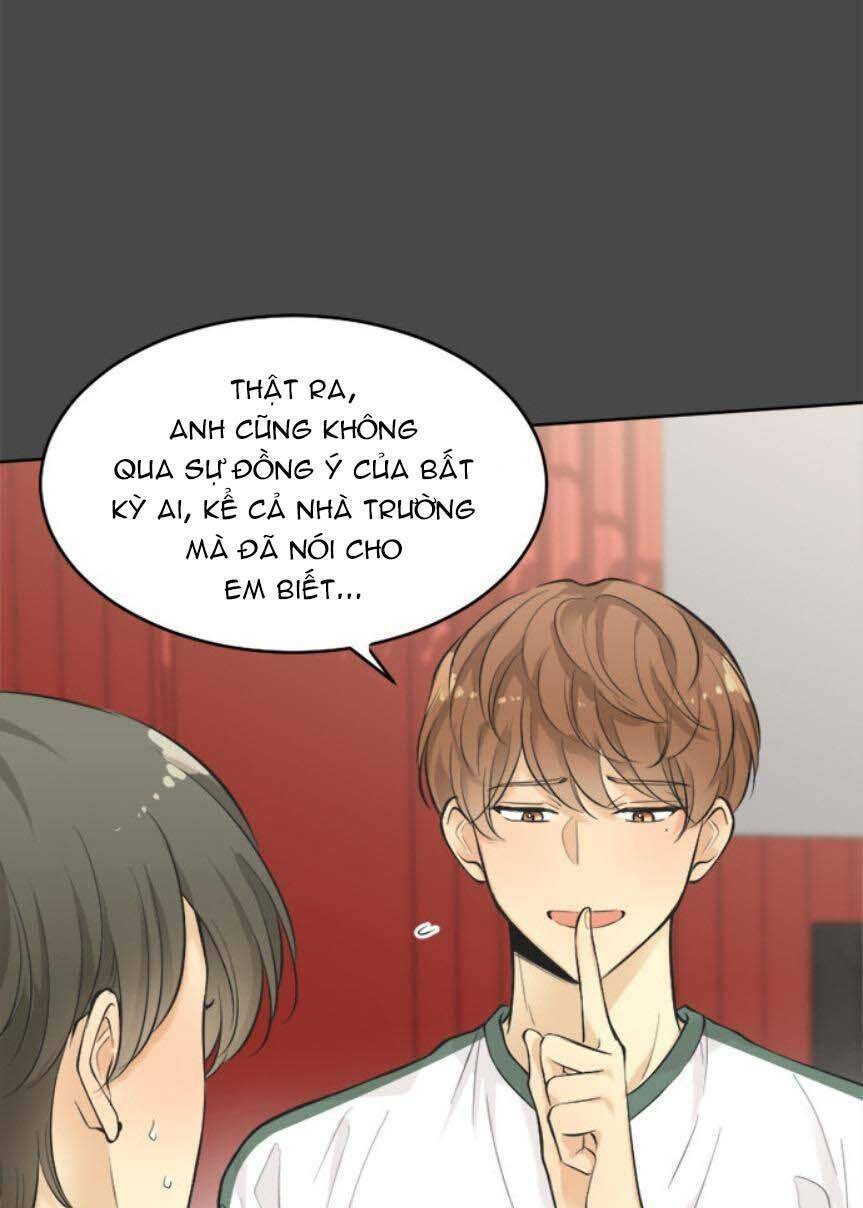 THẬT RA,
ANH CŨNG KHÔNG
QUA SỰ ĐỒNG Ý CỦA BẤT
KỲ AI, KỂ CẢ NHÀ TRƯỜNG
MÀ ĐÃ NÓI CHO
EM BIẾT...